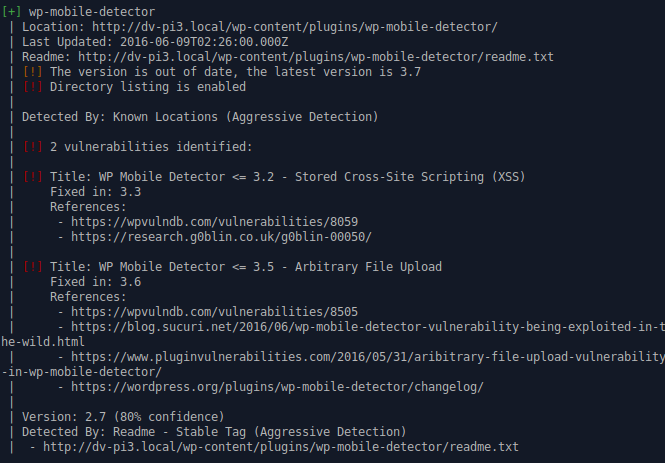 [+] wp-mobile-detector
| Location: http://dv-pi3.local/wp-content/plugins/wp-mobile-detector/
| Last Updated: 2016-06-09T02:26:00.000Z
| Readme: http://dv-pi3.local/wp-content/plugins/wp-mobile-detector/readme.txt
| [!] The version is out of date, the latest version is 3.7
| [!] Directory listing is enabled
|
| Detected By: Known Locations (Aggressive Detection)
|
| [!] 2 vulnerabilities identified:
|
| [!] Title: WP Mobile Detector <= 3.2 - Stored Cross-Site Scripting (XSS)
|     Fixed in: 3.3
|     References:
|      - https://wpvulndb.com/vulnerabilities/8059
|      - https://research.g0blin.co.uk/g0blin-00050/
|
| [!] Title: WP Mobile Detector <= 3.5 - Arbitrary File Upload
|     Fixed in: 3.6
|     References:
|      - https://wpvulndb.com/vulnerabilities/8505
|      - https://blog.sucuri.net/2016/06/wp-mobile-detector-vulnerability-being-exploited-in-t
he-wild.html
|      - https://www.pluginvulnerabilities.com/2016/05/31/aribitrary-file-upload-vulnerability
-in-wp-mobile-detector/
|      - https://wordpress.org/plugins/wp-mobile-detector/changelog/
|
| Version: 2.7 (80% confidence)
| Detected By: Readme - Stable Tag (Aggressive Detection)
|  - http://dv-pi3.local/wp-content/plugins/wp-mobile-detector/readme.txt